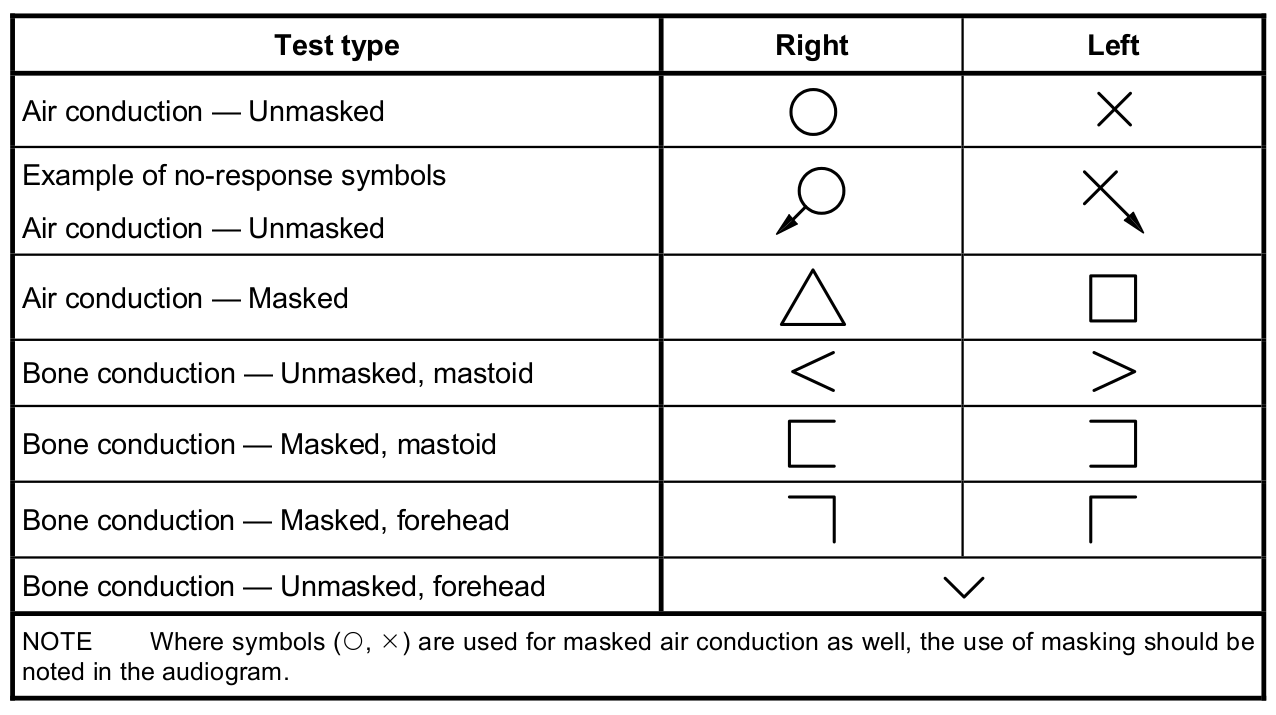 Test type Right Left
Air conduction — Unmasked
Example of no-response symbols
Air conduction — Unmasked
Air conduction — Masked
Bone conduction — Unmasked, mastoid
Bone conduction — Masked, mastoid
Bone conduction — Masked, forehead
Bone conduction — Unmasked, forehead
NOTE Where symbols (○, ×) are used for masked air conduction as well, the use of masking should be
noted in the audiogram.